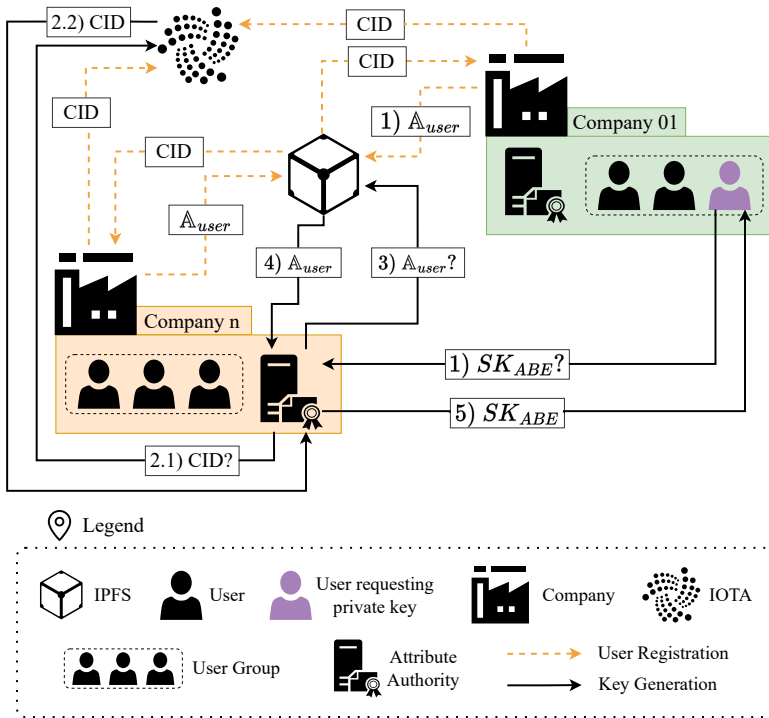 2.2) CID
CID
CID
CID
1) 𝔸user
Company 01
CID
𝔸user
4) 𝔸user
3) 𝔸user?
Company n
1) SKABE?
5) SKABE
2.1) CID?
Legend
IPFS
User
User requesting
private key
Company
IOTA
User Group
Attribute
Authority
User Registration
Key Generation